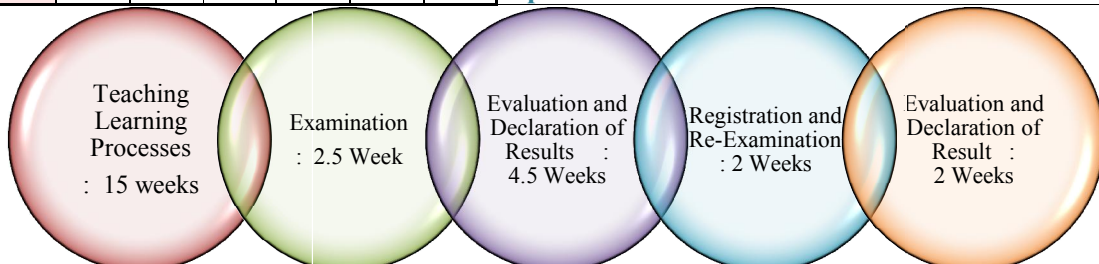 Teaching
Learning
Processes
: 15 weeks
Examination
: 2.5 Week
Evaluation and
Declaration of
Results :
4.5 Weeks
Registration and
Re-Examination
: 2 Weeks
Evaluation and
Declaration of
Result :
2 Weeks